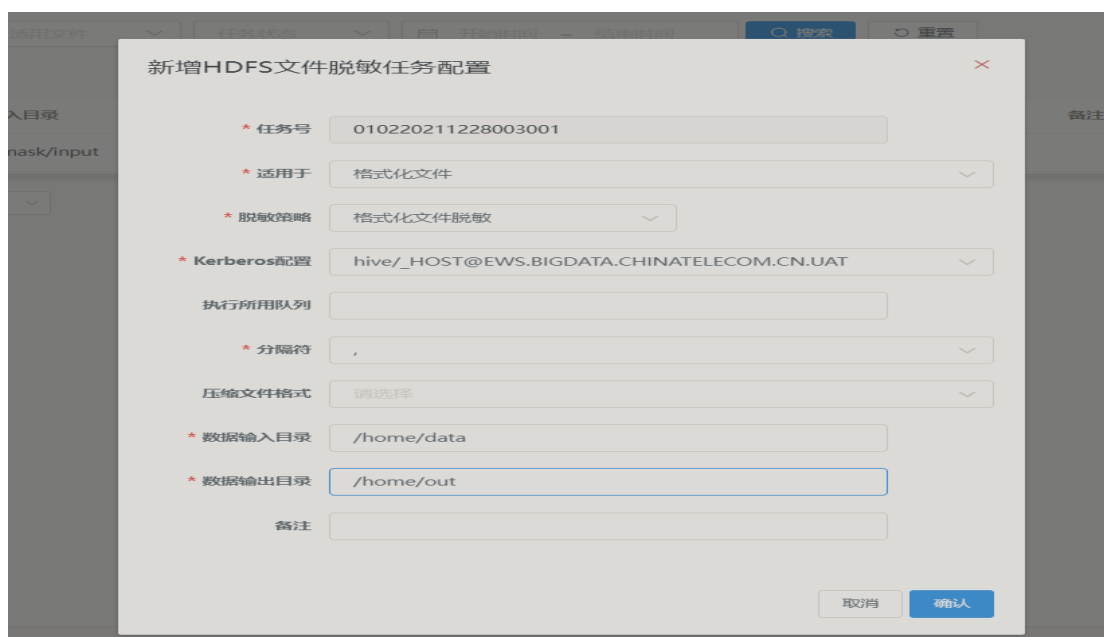 适用文件 任务状态 开始时间 ~ 结束时间 搜索 重置
新增HDFS文件脱敏任务配置
入目录 备注
* 任务号 010220211228003001
mask/input
* 适用于 格式化文件
* 脱敏策略 格式化文件脱敏
* Kerberos配置 hive/_HOST@EWS.BIGDATA.CHINATELECOM.CN.UAT
执行所用队列
* 分隔符 ,
压缩文件格式 请选择
* 数据输入目录 /home/data
* 数据输出目录 /home/out
备注
取消 确认